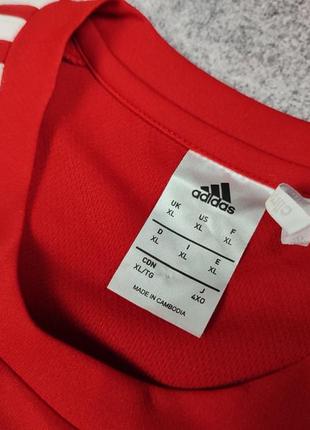 adidas
UK US F
XL XL XL
D I E
XL XL XL
CDN J
XL/TG 4XO
MADE IN CAMBODIA